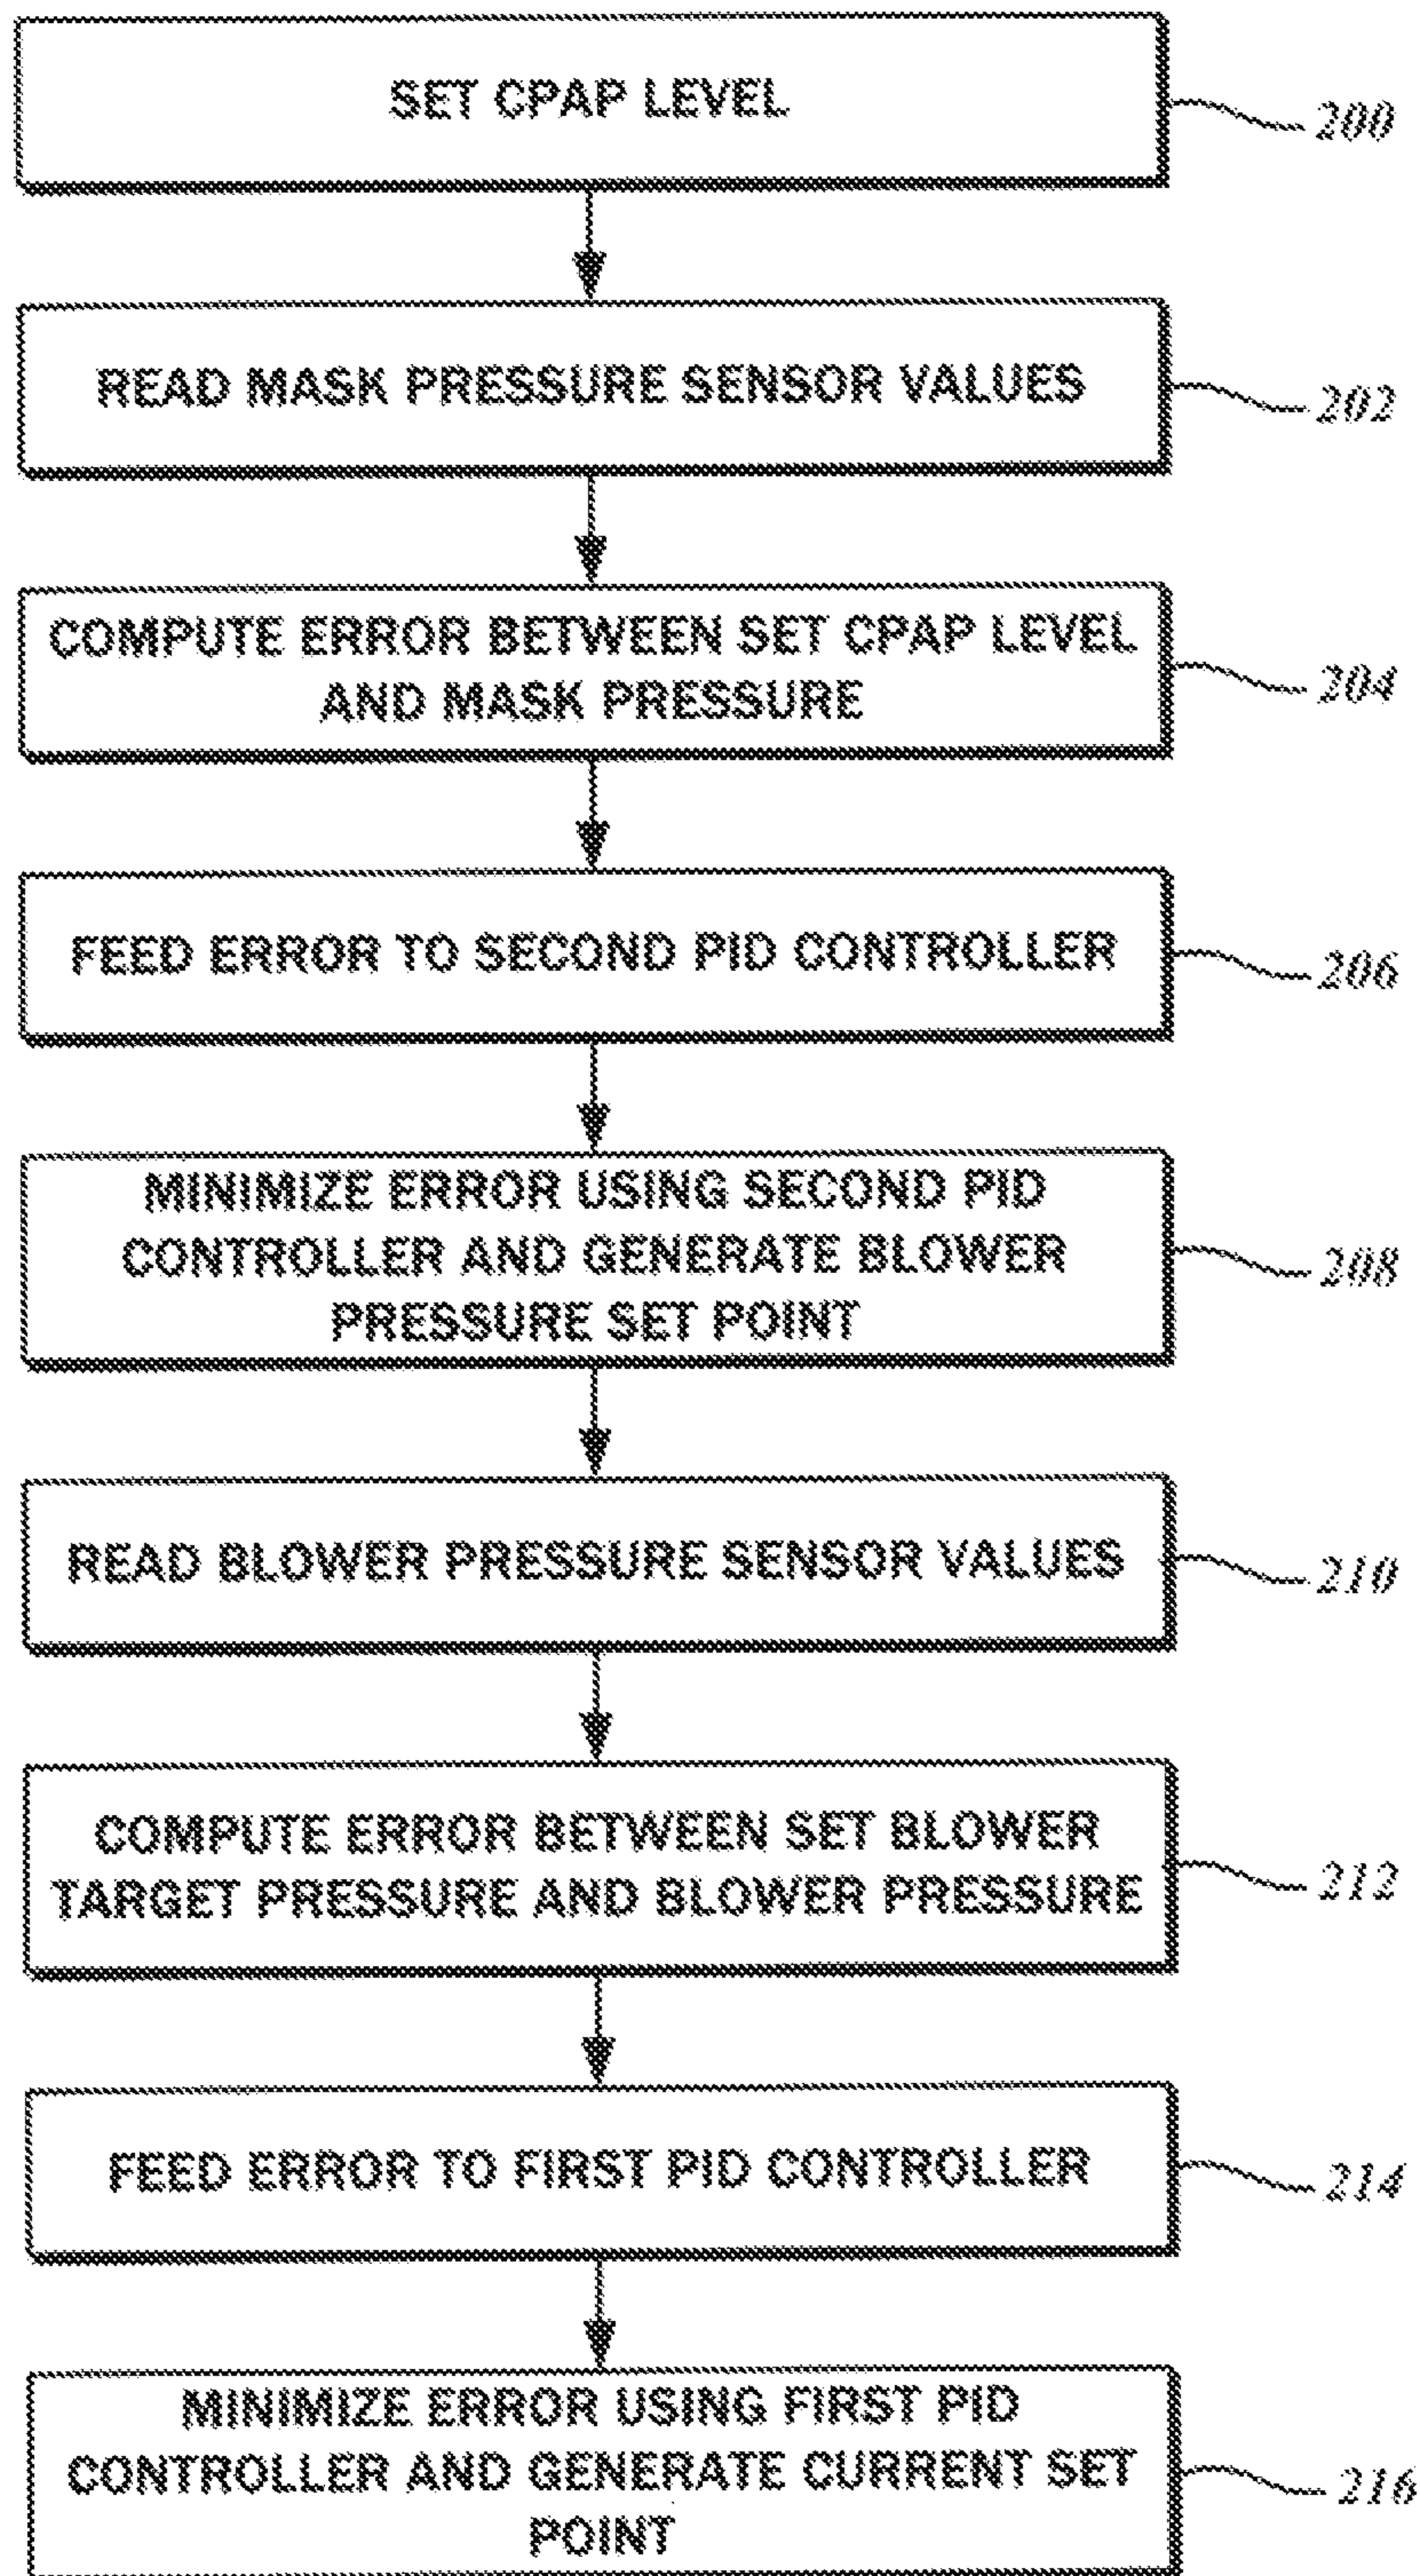 SET CPAP LEVEL
200
READ MASK PRESSURE SENSOR VALUES
202
COMPUTE ERROR BETWEEN SET CPAP LEVEL
AND MASK PRESSURE
204
FEED ERROR TO SECOND PID CONTROLLER
206
MINIMIZE ERROR USING SECOND PID
CONTROLLER AND GENERATE BLOWER
PRESSURE SET POINT
208
READ BLOWER PRESSURE SENSOR VALUES
210
COMPUTE ERROR BETWEEN SET BLOWER
TARGET PRESSURE AND BLOWER PRESSURE
212
FEED ERROR TO FIRST PID CONTROLLER
214
MINIMIZE ERROR USING FIRST PID
CONTROLLER AND GENERATE CURRENT SET
POINT
216